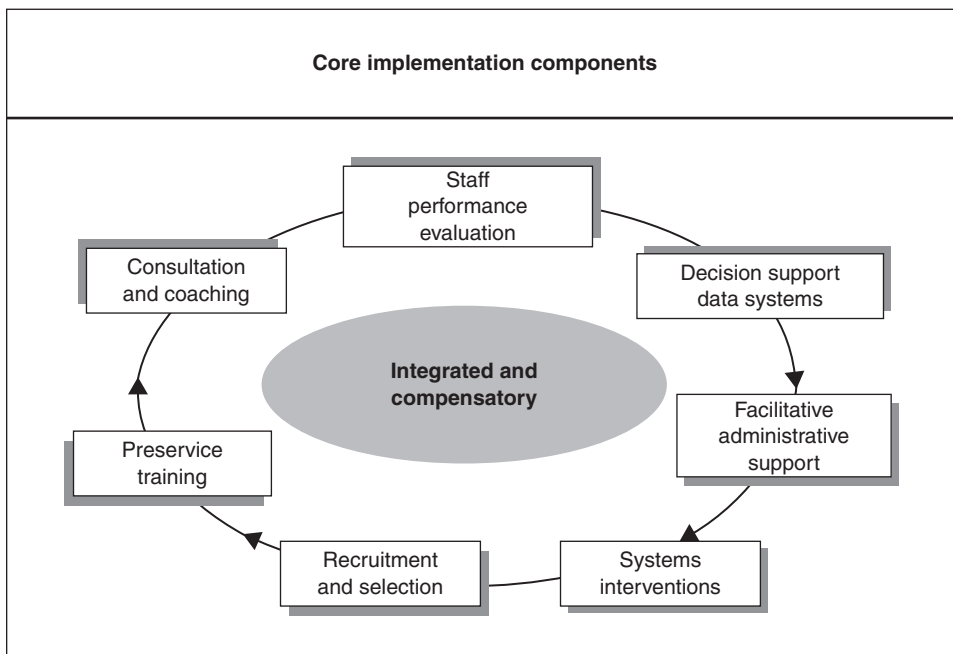 Core implementation components
Staff
performance
evaluation
Consultation
and coaching
Decision support
data systems
Integrated and
compensatory
Facilitative
administrative
support
Preservice
training
Recruitment
and selection
Systems
interventions